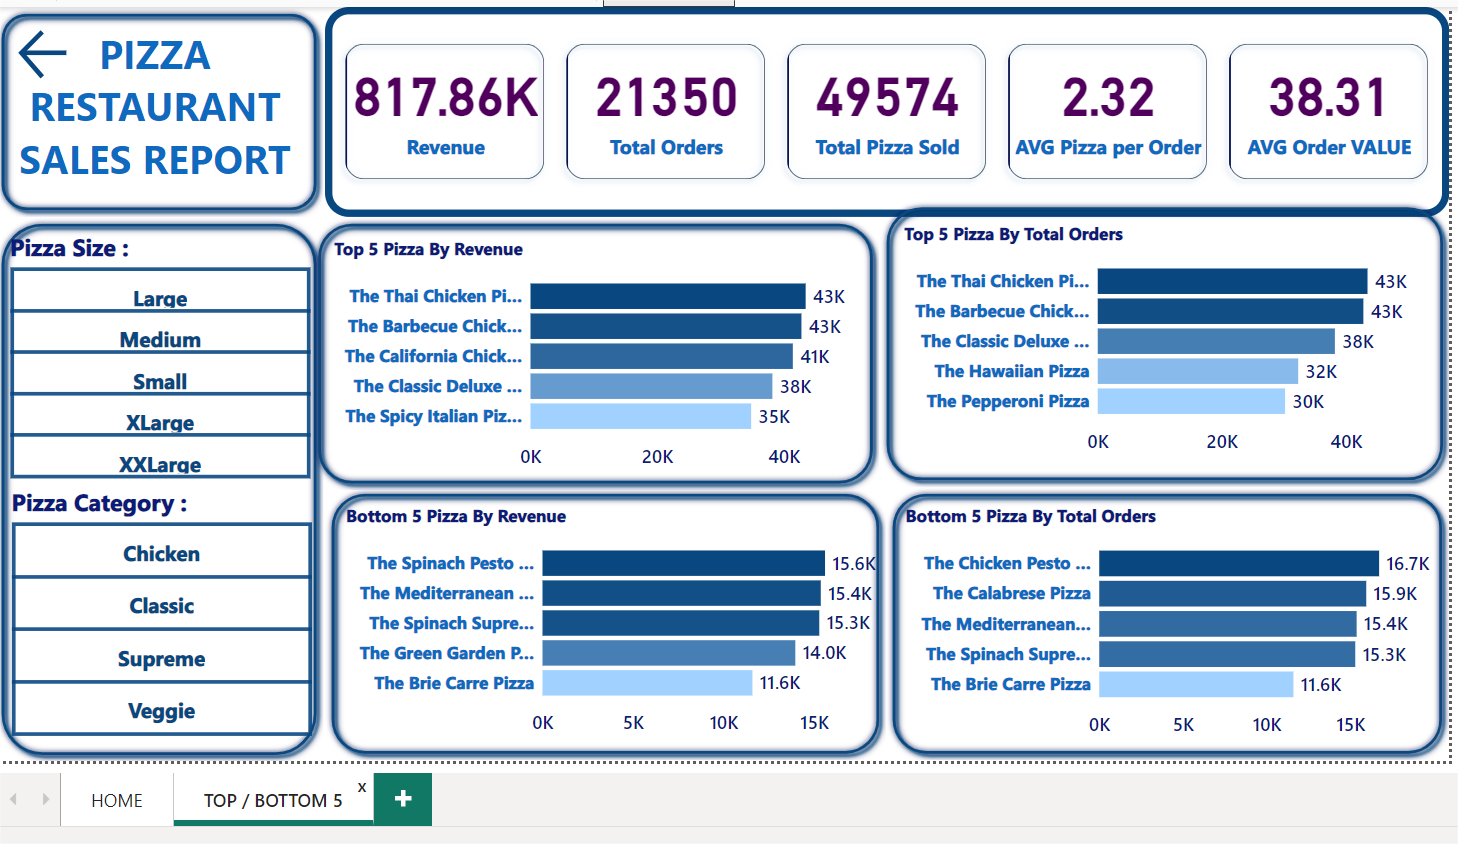 PIZZA
RESTAURANT
SALES REPORT
817.86K
Revenue
21350
Total Orders
49574
Total Pizza Sold
2.32
AVG Pizza per Order
38.31
AVG Order VALUE
Pizza Size :
Large
Medium
Small
XLarge
XXLarge
Pizza Category :
Chicken
Classic
Supreme
Veggie
Top 5 Pizza By Revenue
The Thai Chicken Pi... 43K
The Barbecue Chick... 43K
The California Chick... 41K
The Classic Deluxe ... 38K
The Spicy Italian Piz... 35K
0K 20K 40K
Top 5 Pizza By Total Orders
The Thai Chicken Pi... 43K
The Barbecue Chick... 43K
The Classic Deluxe ... 38K
The Hawaiian Pizza 32K
The Pepperoni Pizza 30K
0K 20K 40K
Bottom 5 Pizza By Revenue
The Spinach Pesto ... 15.6K
The Mediterranean ... 15.4K
The Spinach Supre... 15.3K
The Green Garden P... 14.0K
The Brie Carre Pizza 11.6K
0K 5K 10K 15K
Bottom 5 Pizza By Total Orders
The Chicken Pesto ... 16.7K
The Calabrese Pizza 15.9K
The Mediterranean... 15.4K
The Spinach Supre... 15.3K
The Brie Carre Pizza 11.6K
0K 5K 10K 15K
HOME
TOP / BOTTOM 5
x